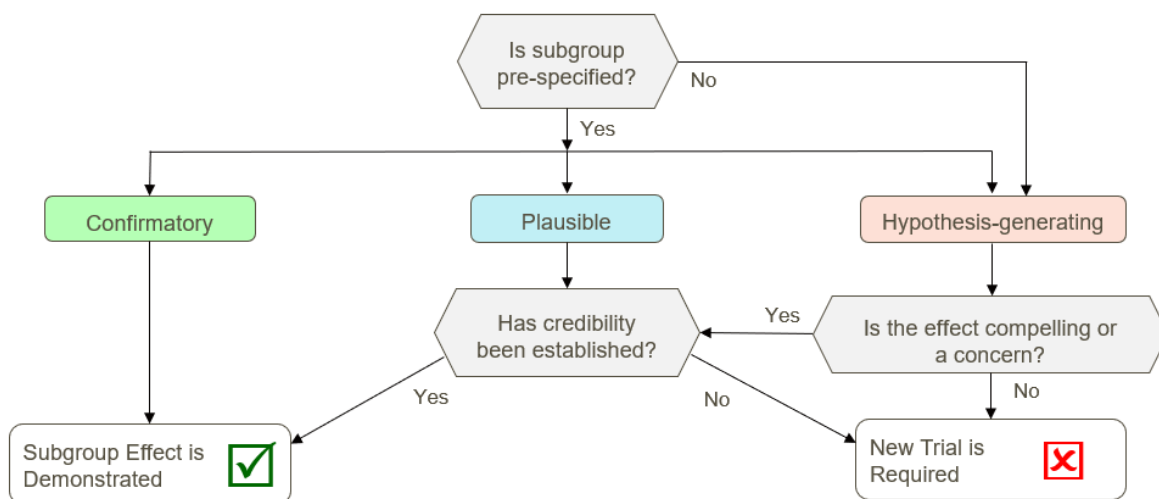 Is subgroup
pre-specified?
No
Yes
Confirmatory
Plausible
Hypothesis-generating
Has credibility
been established?
Yes
Is the effect compelling or
a concern?
Yes
No
No
Subgroup Effect is
Demonstrated
New Trial is
Required